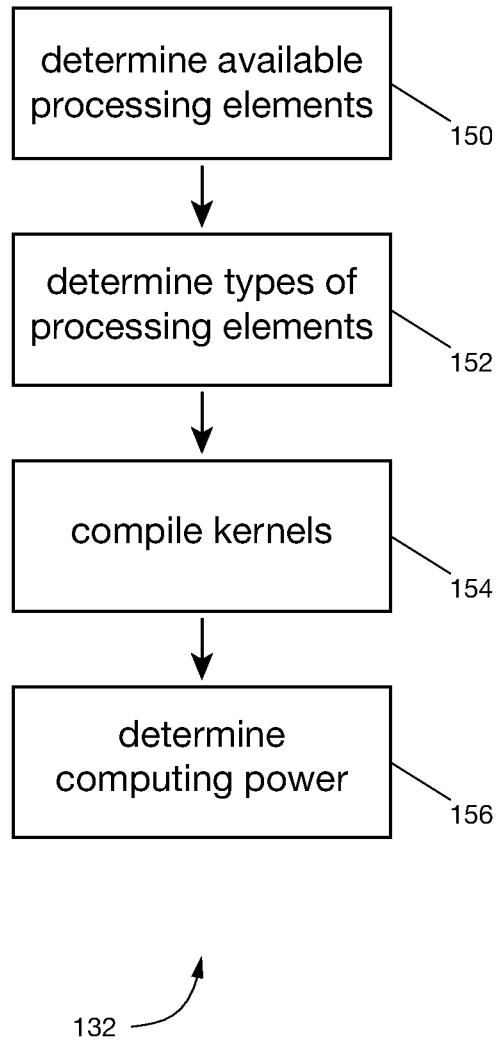 determine available
processing elements
150
determine types of
processing elements
152
compile kernels
154
determine
computing power
156
132